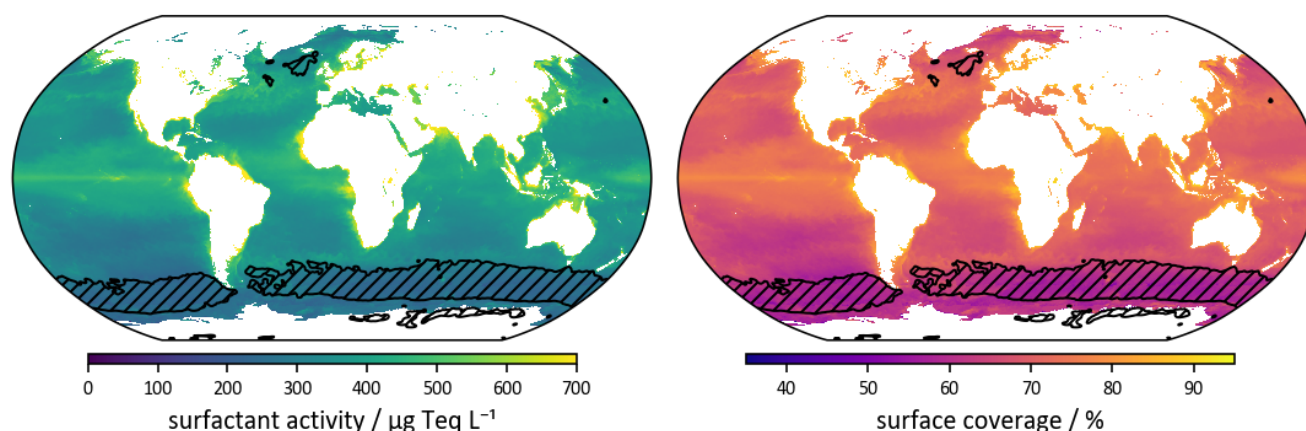 0 100 200 300 400 500 600 700
surfactant activity / µg Teq L⁻¹
40 50 60 70 80 90
surface coverage / %